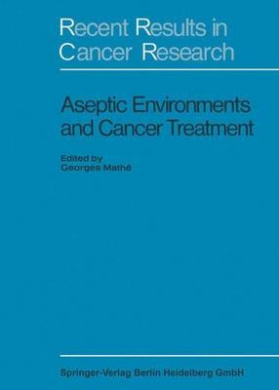 Recent Results in
Cancer Research
Aseptic Environments
and Cancer Treatment
Edited by
Georges Mathé
Springer-Verlag Berlin Heidelberg GmbH